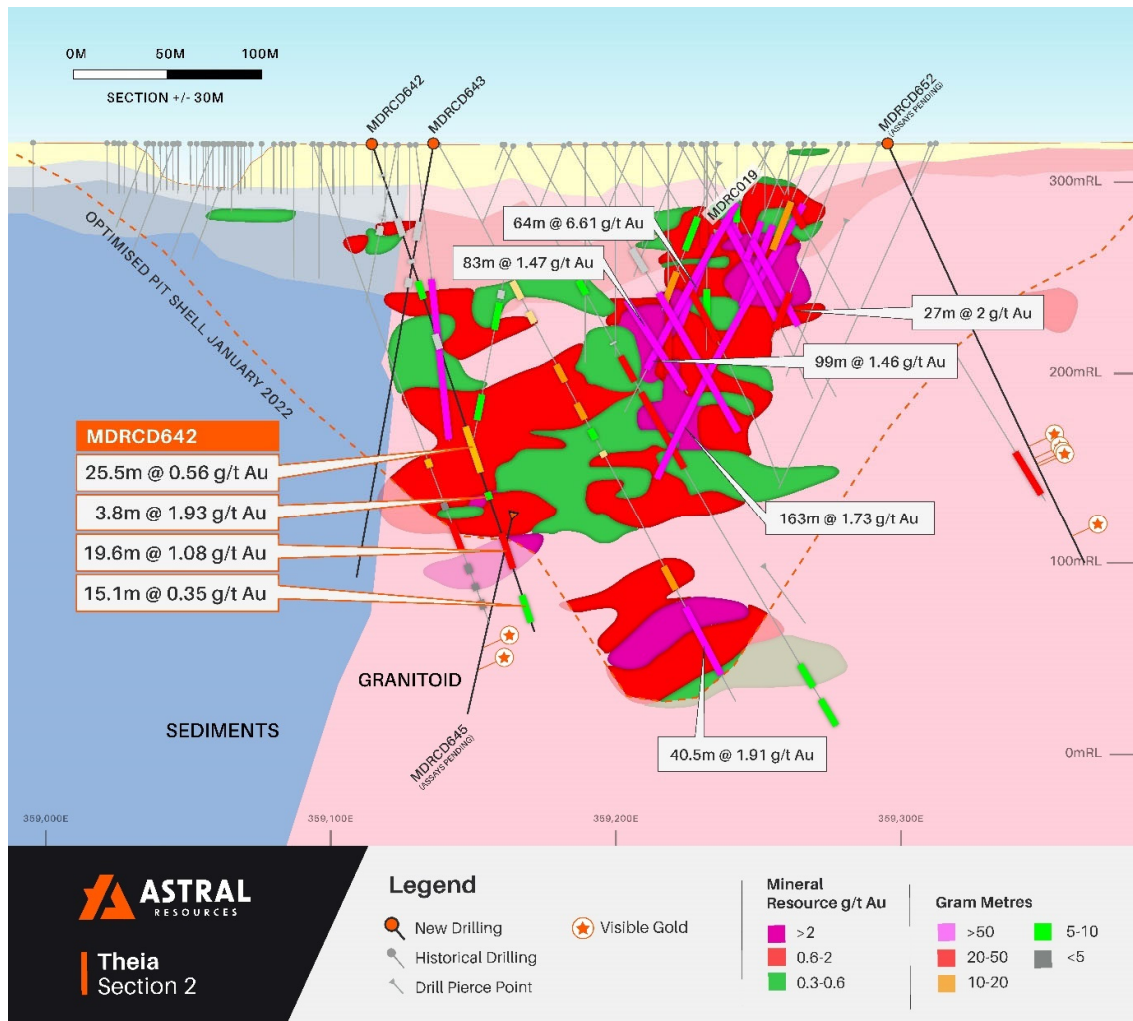 0M 50M 100M
SECTION +/- 30M
MDRCD642
MDRCD643
MDRCD652
(ASSAYS PENDING)
300mRL
MDRC019
64m @ 6.61 g/t Au
83m @ 1.47 g/t Au
OPTIMISED PIT SHELL JANUARY 2022
27m @ 2 g/t Au
99m @ 1.46 g/t Au
200mRL
MDRCD642
25.5m @ 0.56 g/t Au
3.8m @ 1.93 g/t Au
19.6m @ 1.08 g/t Au
15.1m @ 0.35 g/t Au
163m @ 1.73 g/t Au
100mRL
GRANITOID
SEDIMENTS
MDRCD645
(ASSAYS PENDING)
40.5m @ 1.91 g/t Au
0mRL
359,000E 359,100E 359,200E 359,300E
ASTRAL
RESOURCES
Theia
Section 2
Legend
New Drilling
Historical Drilling
Drill Pierce Point
Visible Gold
Mineral
Resource g/t Au
>2
0.6-2
0.3-0.6
Gram Metres
>50
20-50
10-20
5-10
<5